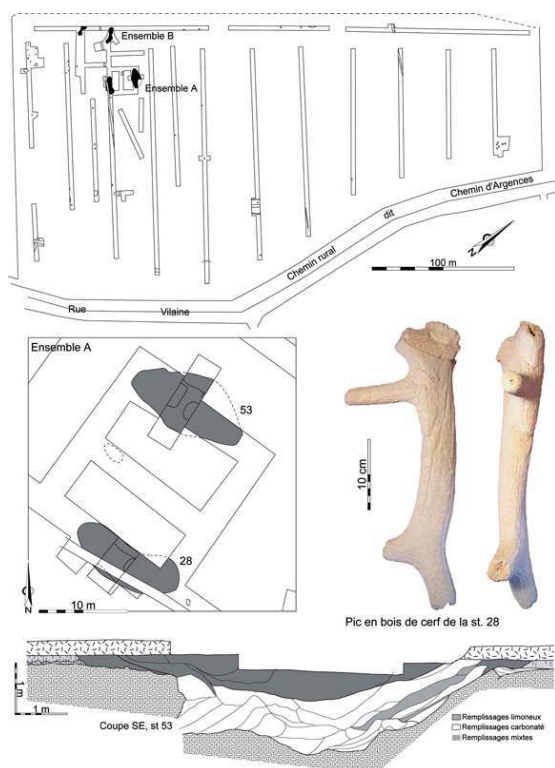 Ensemble B
Ensemble A
Chemin d'Argences
dit
Chemin rural
Rue Vilaine
N
100 m
Ensemble A
53
28
N
10 m
10 cm
Pic en bois de cerf de la st. 28
1 m
1 m
Coupe SE, st 53
Remplissages limoneux
Remplissages carbonaté
Remplissages mixtes